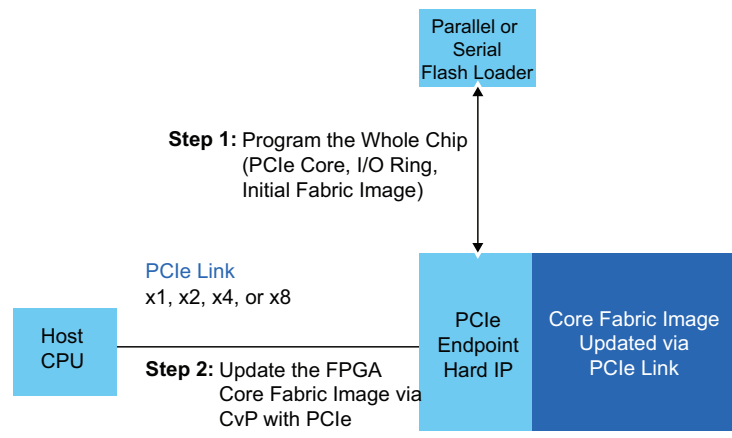 Parallel or
Serial
Flash Loader
Step 1: Program the Whole Chip
(PCIe Core, I/O Ring,
Initial Fabric Image)
PCIe Link
x1, x2, x4, or x8
Host
CPU
Step 2: Update the FPGA
Core Fabric Image via
CvP with PCIe
PCIe
Endpoint
Hard IP
Core Fabric Image
Updated via
PCIe Link